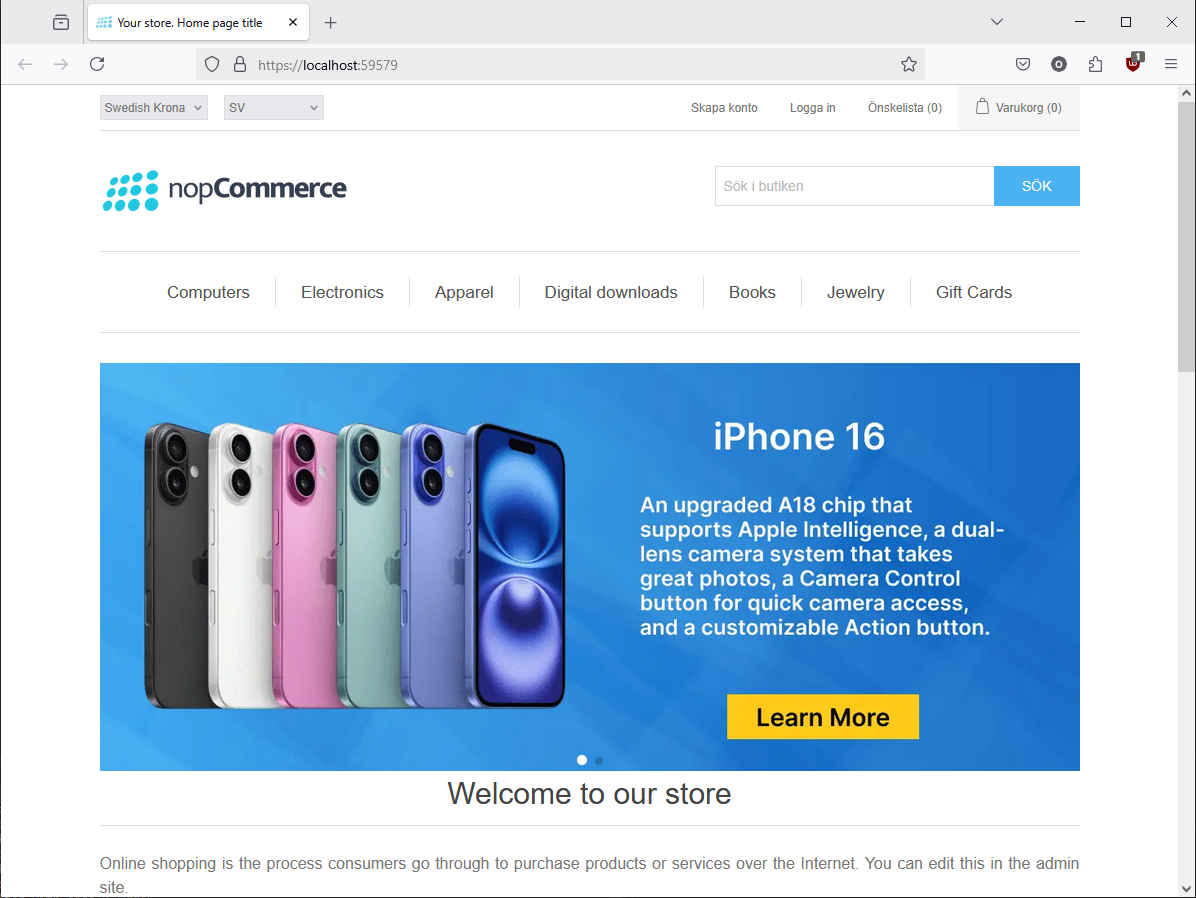 Your store. Home page title
https://localhost:59579
1
Swedish Krona
SV
Skapa konto
Logga in
Önskelista (0)
Varukorg (0)
nopCommerce
Sök i butiken
SÖK
Computers
Electronics
Apparel
Digital downloads
Books
Jewelry
Gift Cards
iPhone 16
An upgraded A18 chip that
supports Apple Intelligence, a dual-
lens camera system that takes
great photos, a Camera Control
button for quick camera access,
and a customizable Action button.
Learn More
Welcome to our store
Online shopping is the process consumers go through to purchase products or services over the Internet. You can edit this in the admin
site.